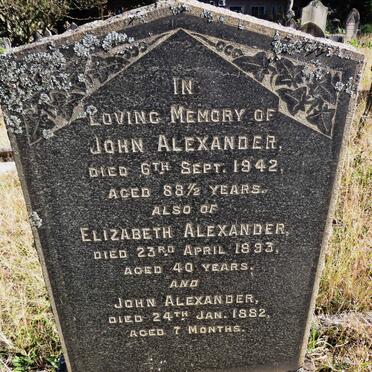 IN
LOVING MEMORY OF
JOHN ALEXANDER,
DIED 6TH SEPT. 1942,
AGED 88½ YEARS.
ALSO OF
ELIZABETH ALEXANDER,
DIED 23RD APRIL 1893,
AGED 40 YEARS.
AND
JOHN ALEXANDER,
DIED 24TH JAN. 1882,
AGED 7 MONTHS.